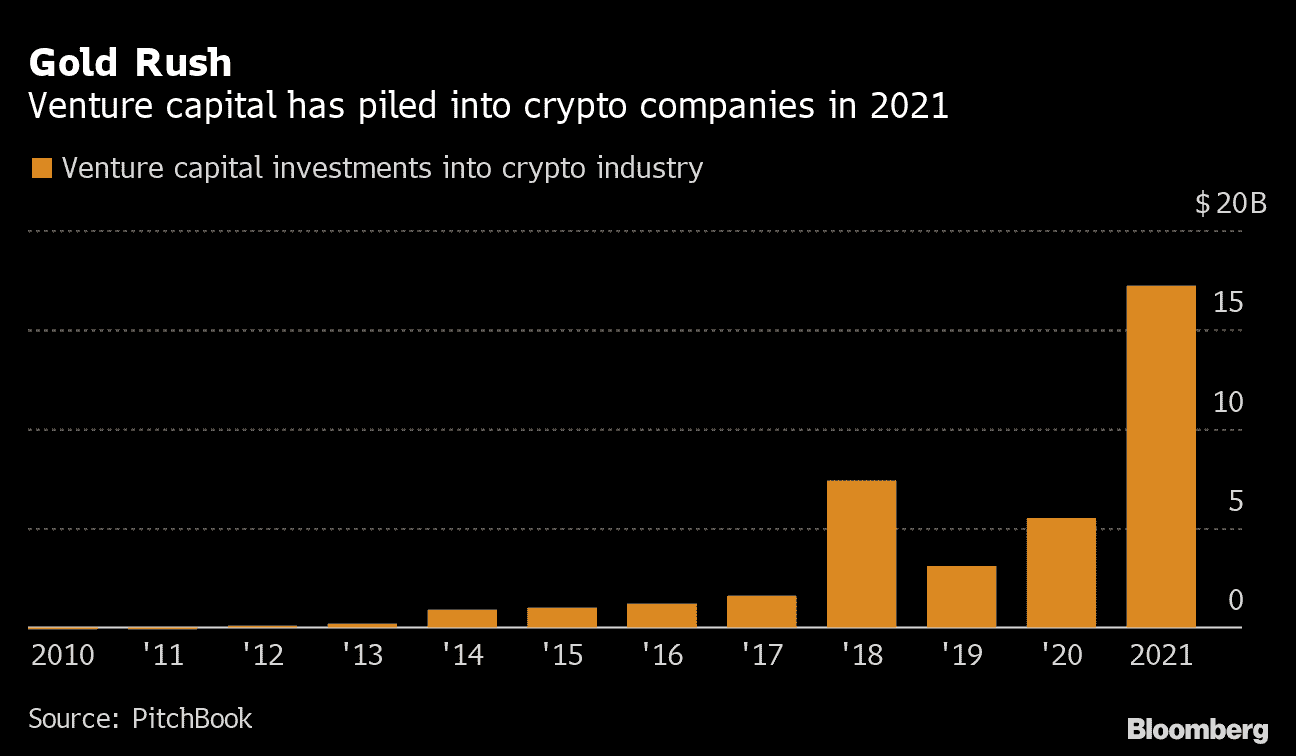 Gold Rush
Venture capital has piled into crypto companies in 2021
Venture capital investments into crypto industry
$20B
15
10
5
0
2010 '11 '12 '13 '14 '15 '16 '17 '18 '19 '20 2021
Source: PitchBook
Bloomberg